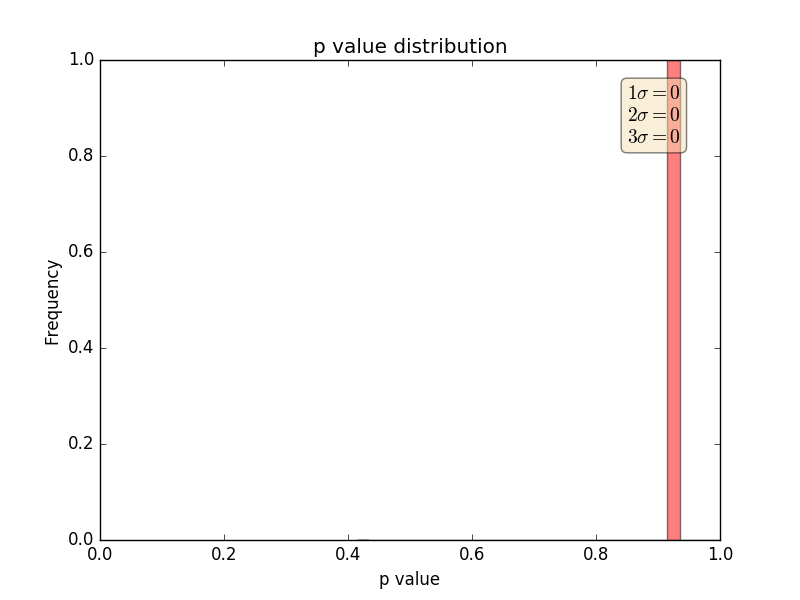 p value distribution
1σ = 0
2σ = 0
3σ = 0
1.0
0.8
0.6
0.4
0.2
0.0
Frequency
0.0 0.2 0.4 0.6 0.8 1.0
p value